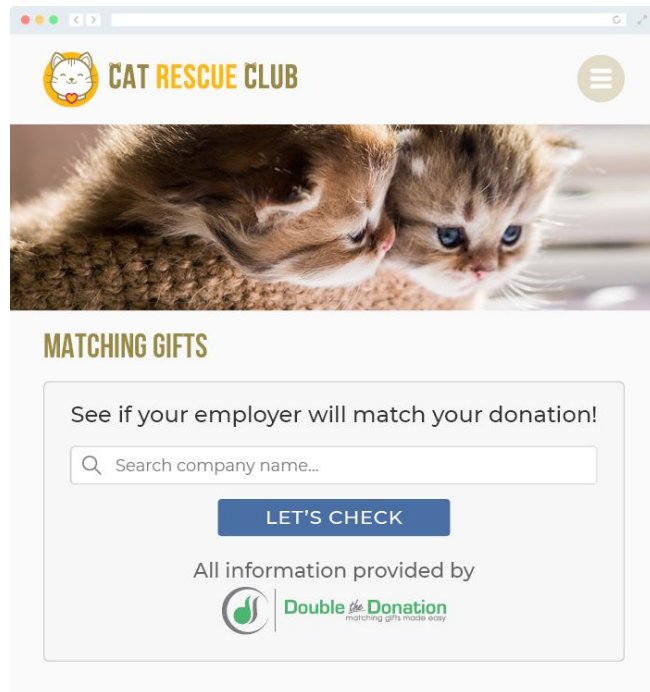 CAT RESCUE CLUB
MATCHING GIFTS
See if your employer will match your donation!
Search company name...
LET'S CHECK
All information provided by
Double the Donation
matching gifts made easy